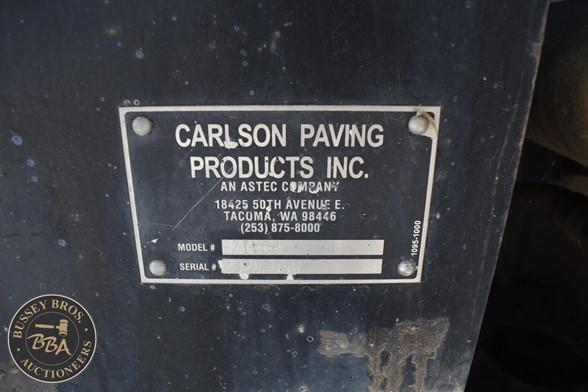 CARLSON PAVING
PRODUCTS INC.
AN ASTEC COMPANY
18425 50TH AVENUE E.
TACOMA, WA 98446
(253) 875-8000
MODEL #
SERIAL #
1095-1000
BUSSEY BROS.
BBA
AUCTIONEERS